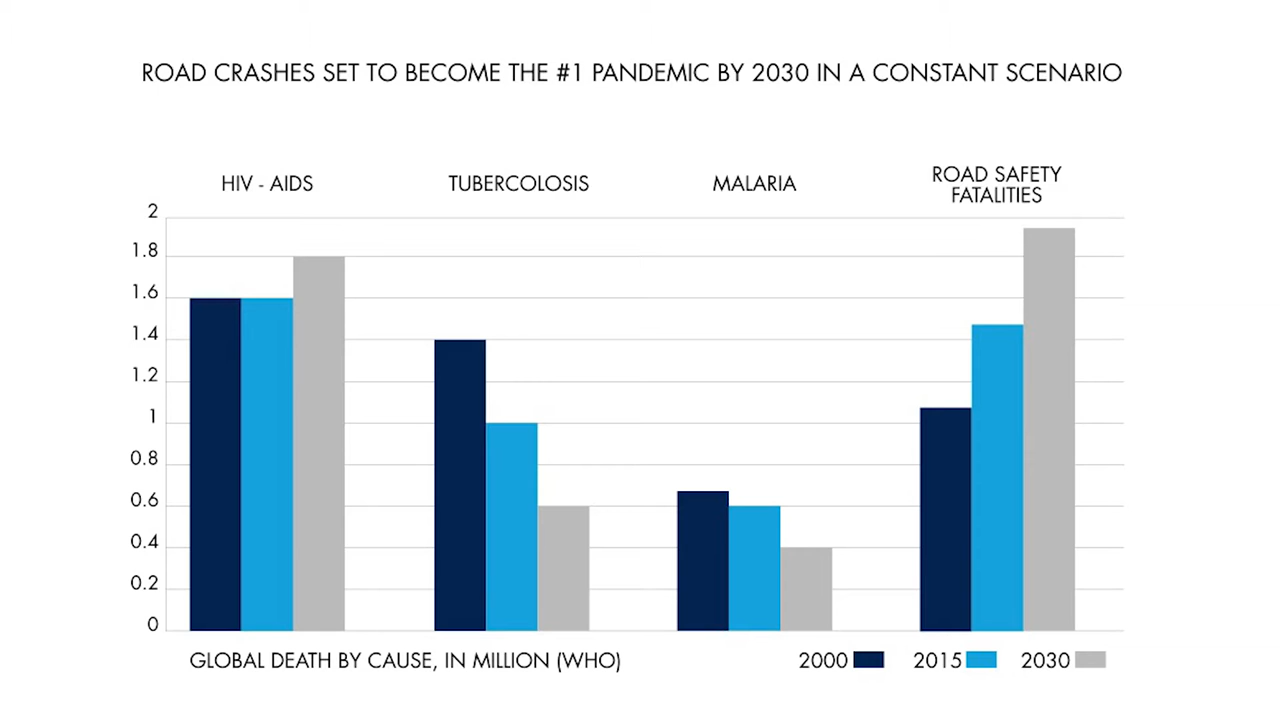 ROAD CRASHES SET TO BECOME THE #1 PANDEMIC BY 2030 IN A CONSTANT SCENARIO
HIV - AIDS
TUBERCOLOSIS
MALARIA
ROAD SAFETY
FATALITIES
2
1.8
1.6
1.4
1.2
1
0.8
0.6
0.4
0.2
0
GLOBAL DEATH BY CAUSE, IN MILLION (WHO)
2000
2015
2030